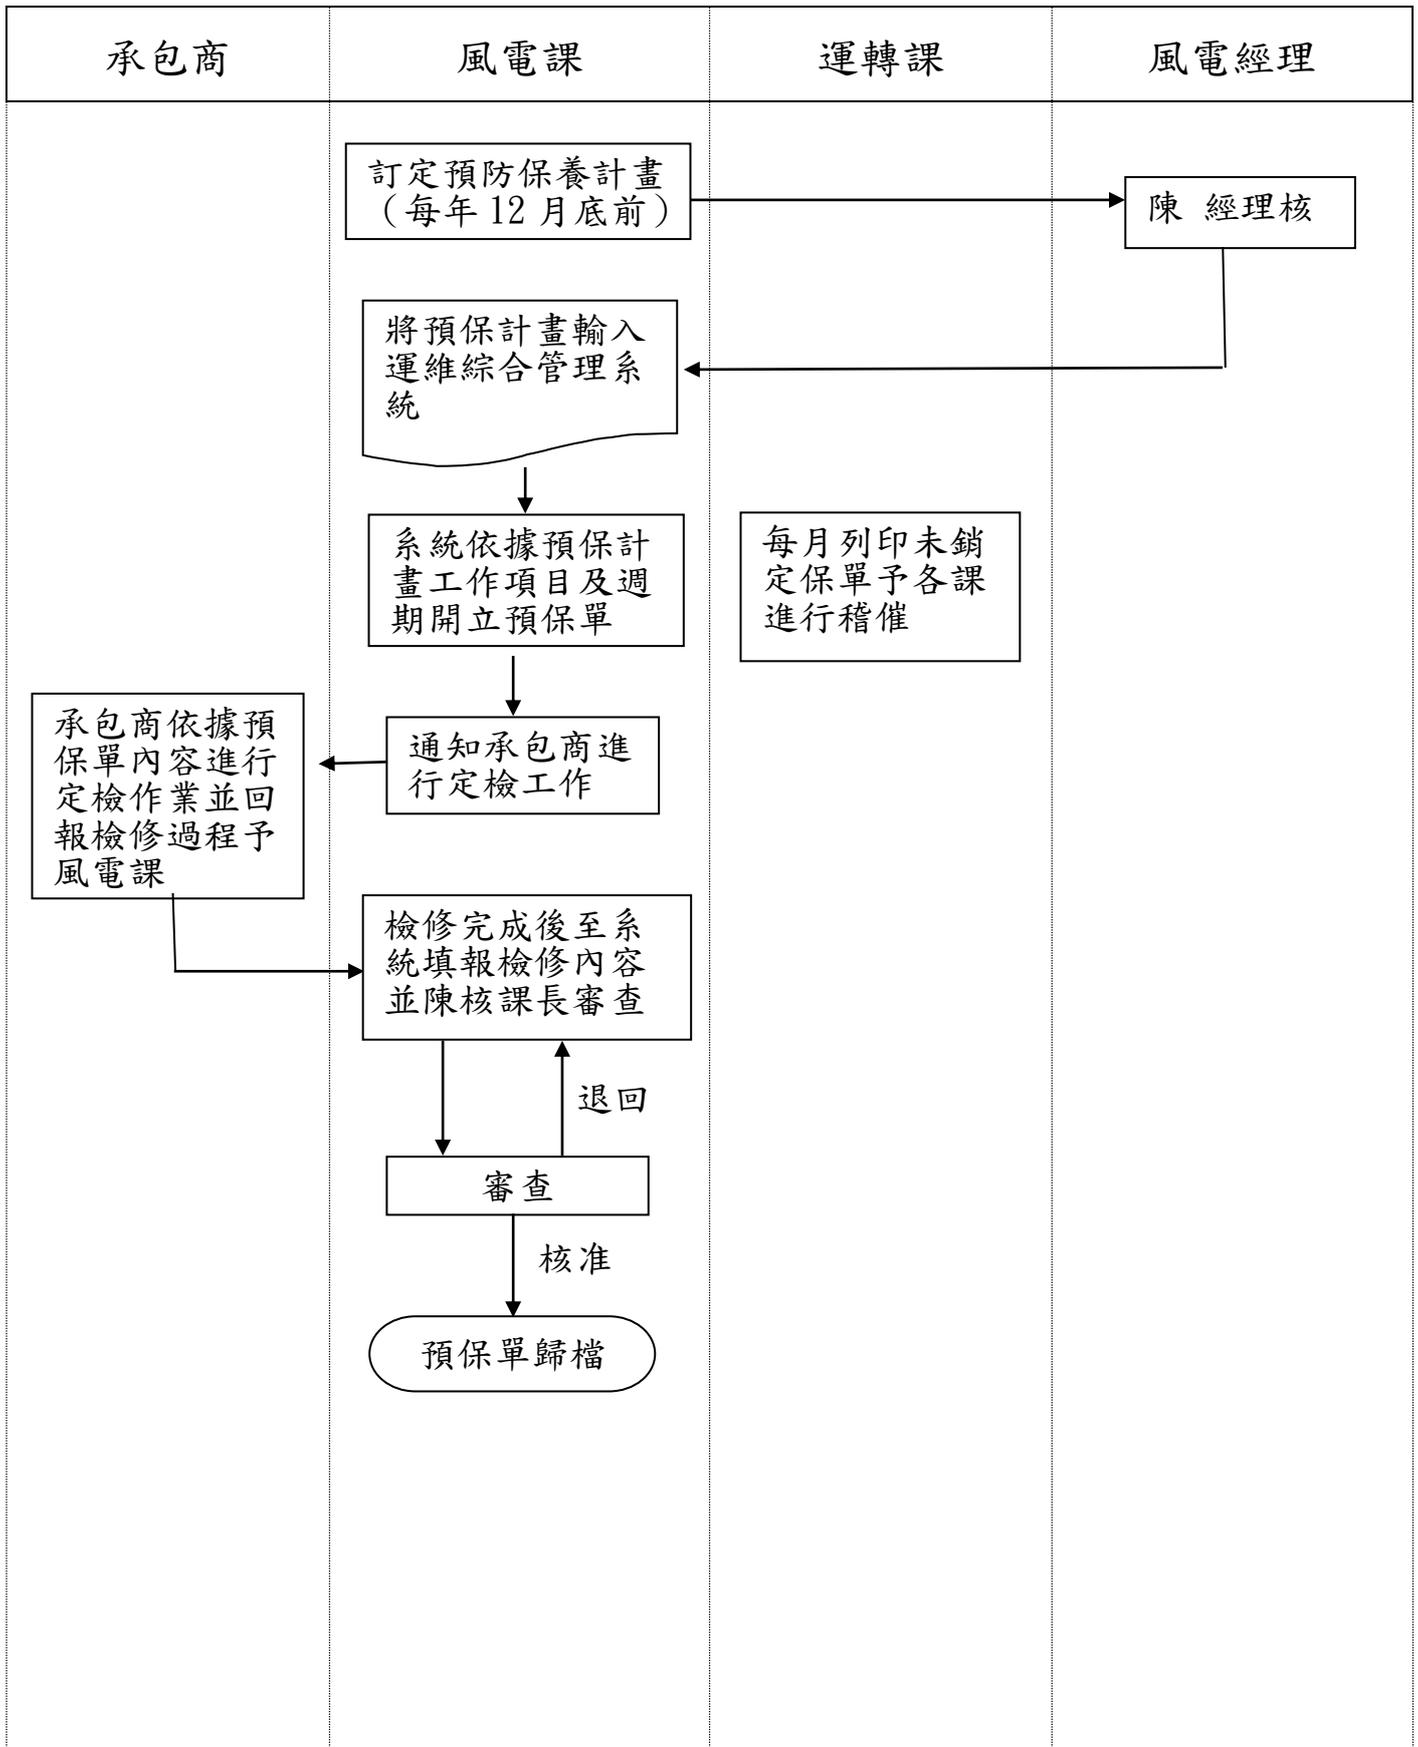 承包商
風電課
運轉課
風電經理
訂定預防保養計畫
（每年 12 月底前）
陳 經理核
將預保計畫輸入
運維綜合管理系
統
系統依據預保計
畫工作項目及週
期開立預保單
每月列印未銷
定保單予各課
進行稽催
通知承包商進
行定檢工作
承包商依據預
保單內容進行
定檢作業並回
報檢修過程予
風電課
檢修完成後至系
統填報檢修內容
並陳核課長審查
退回
審查
核准
預保單歸檔